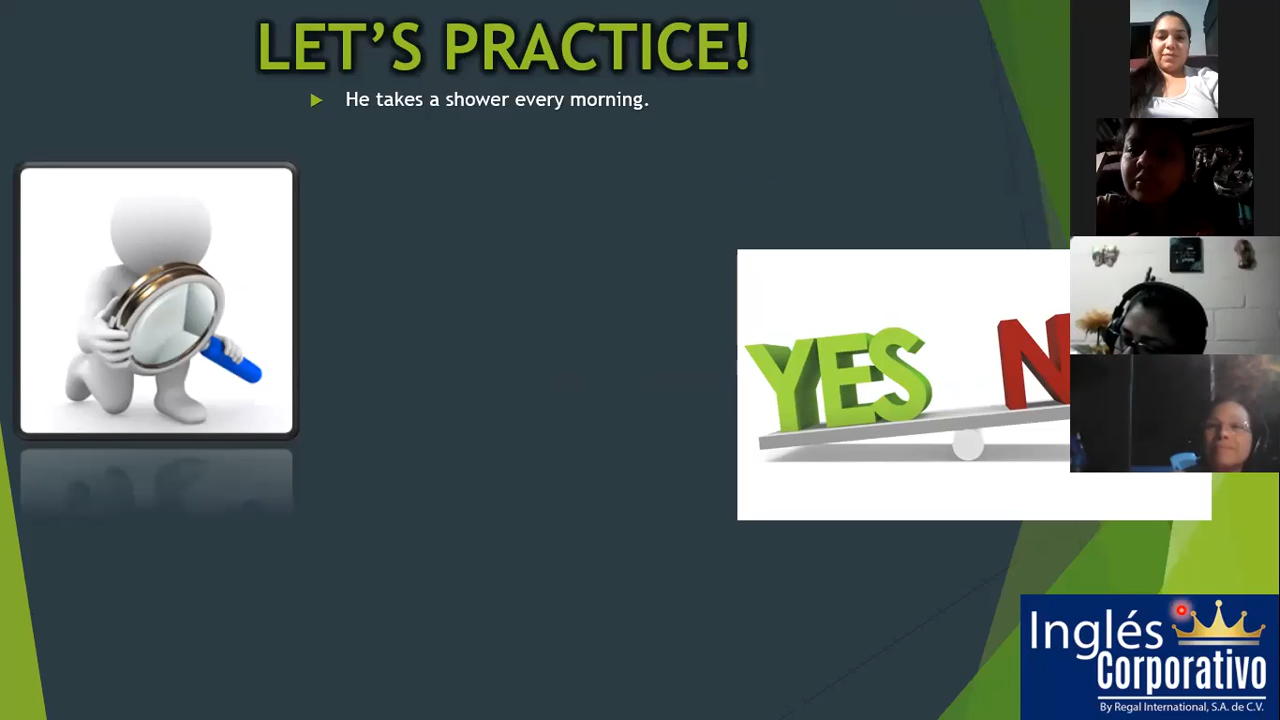 LET'S PRACTICE!
He takes a shower every morning.
YES N
Inglés
Corporativo
By Regal International, S.A. de C.V.